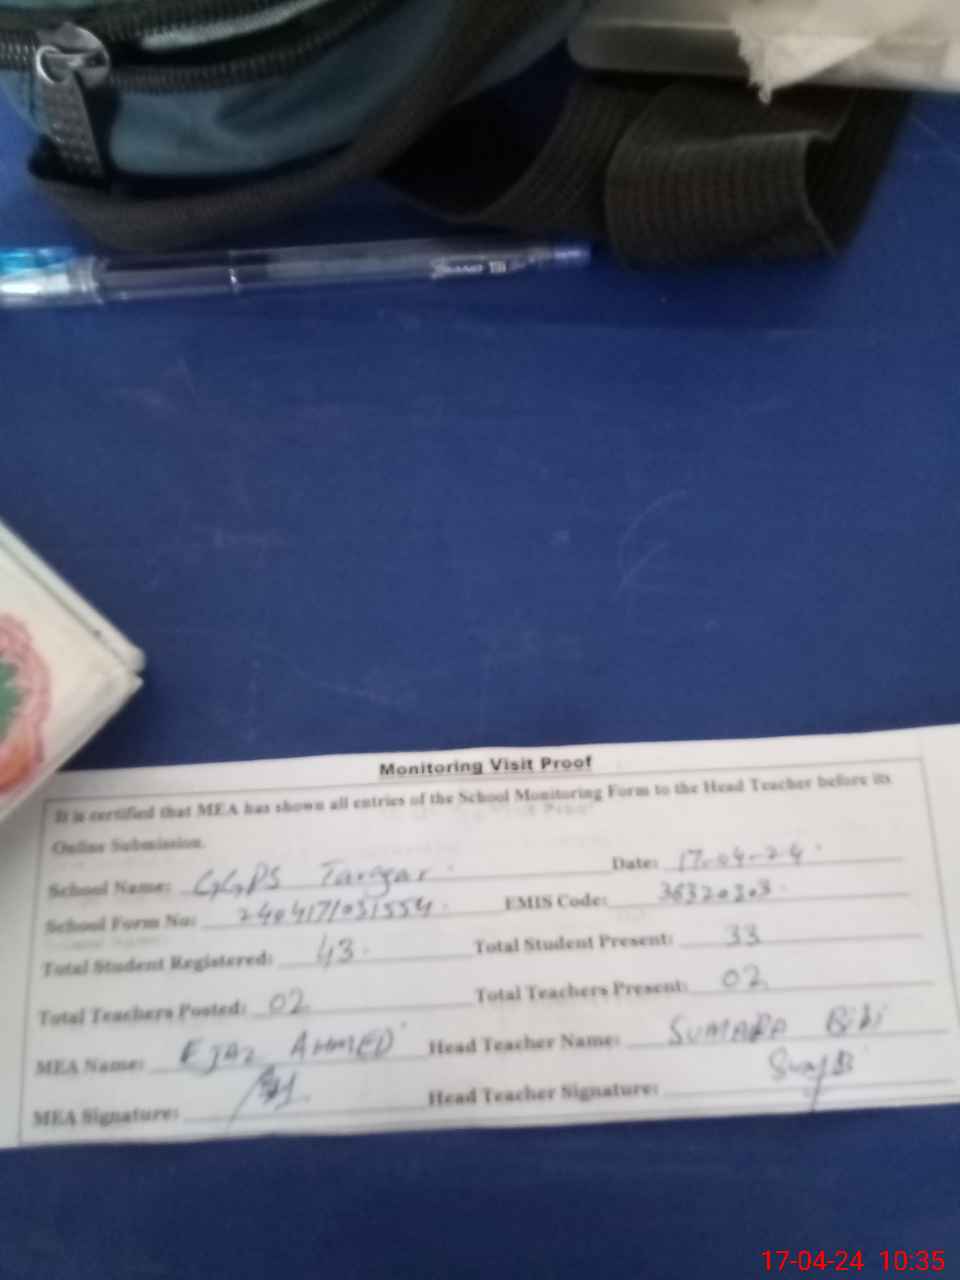 Monitoring Visit Proof
It is certified that MEA has shown all entries of the School Monitoring Form to the Head Teacher before its
Online Submission.
School Name: GGPS Date: 17-04-24
School Form No: EMIS Code:
Total Student Registered: 43 Total Student Present: 33
Total Teachers Posted: 02 Total Teachers Present: 02
MEA Name: EJAZ AHMED Head Teacher Name: SUMAIRA Bibi
MEA Signature: Head Teacher Signature:
17-04-24 10:35